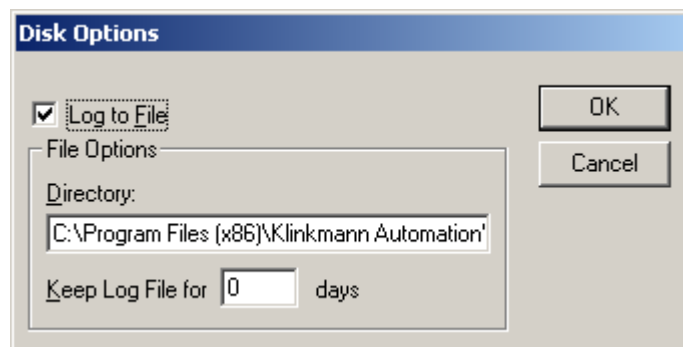 Disk Options
Log to File
OK
File Options
Cancel
Directory:
C:\Program Files (x86)\Klinkmann Automation\
Keep Log File for 0 days